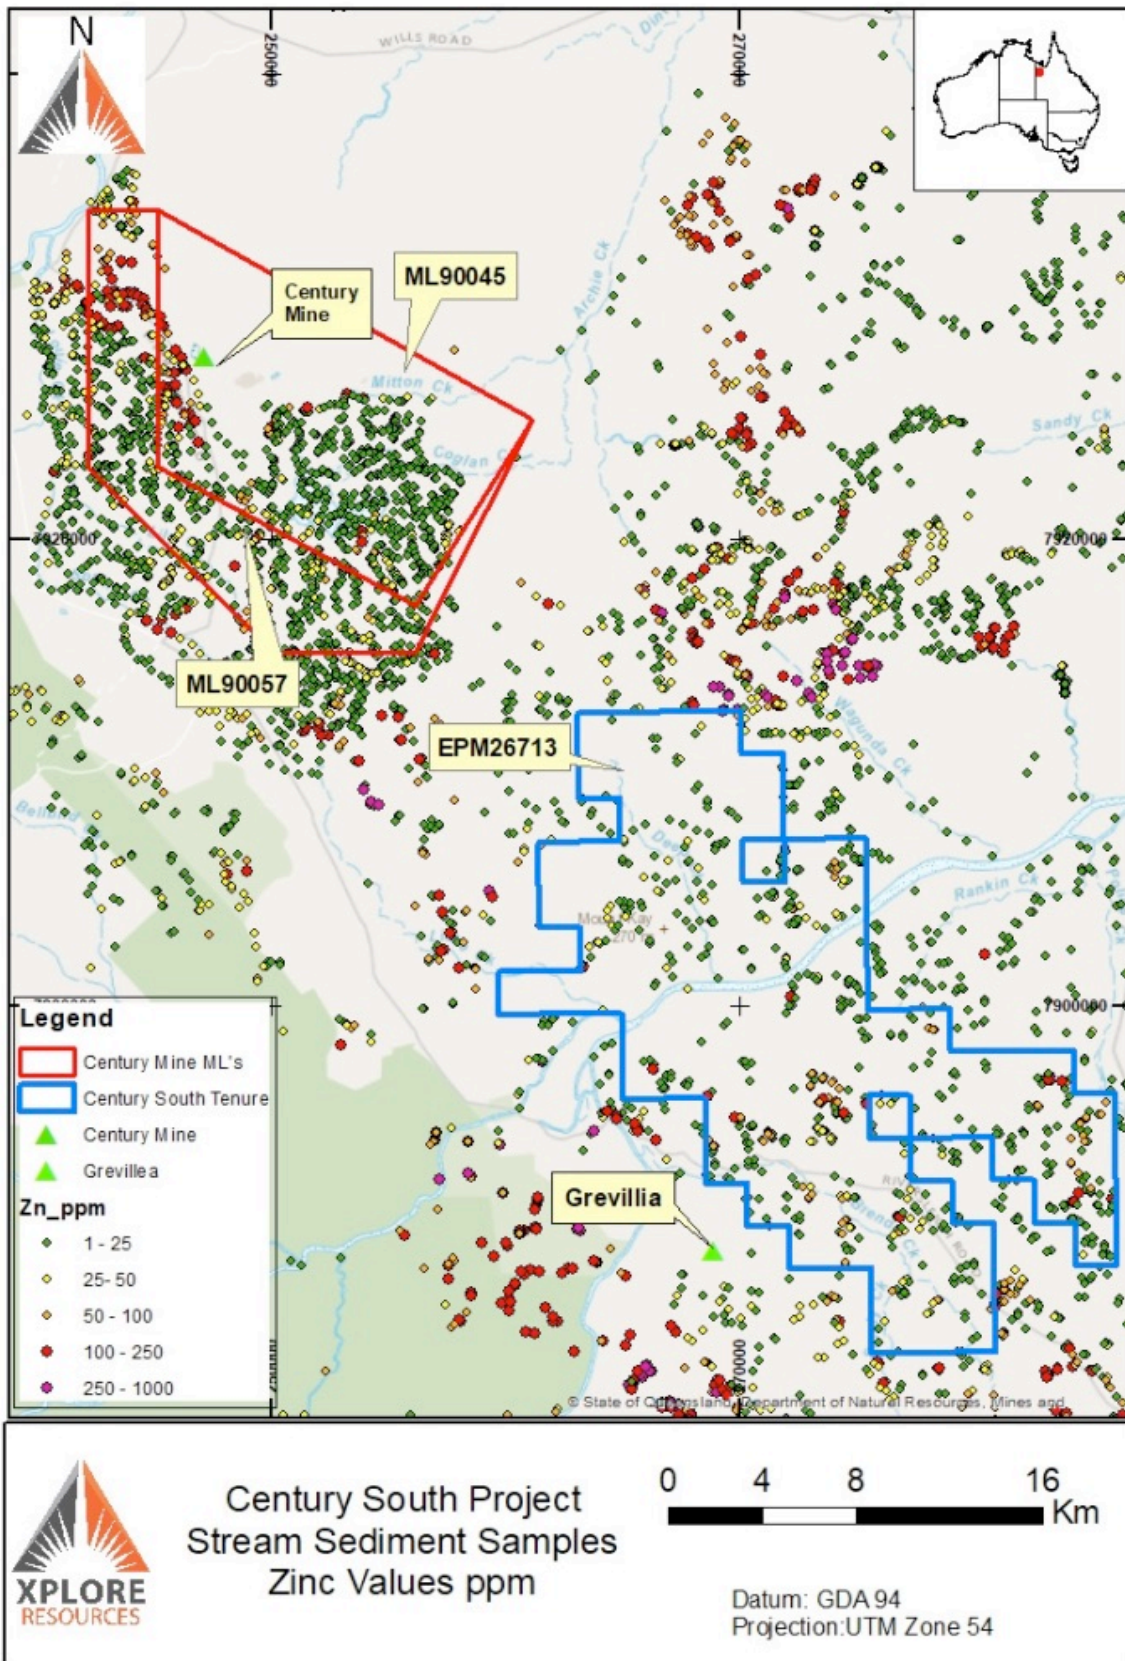 N
250000
270000
WILLS ROAD
Century
Mine
ML90045
Archie Ck
Mitton Ck
Coglan C
Sandy Ck
7920000
ML90057
EPM26713
Wagunda Ck
Rankin Ck
270
7900000
Grevillia
Legend
Century Mine ML's
Century South Tenure
Century Mine
Grevillea
Zn_ppm
1 - 25
25- 50
50 - 100
100 - 250
250 - 1000
© State of Queensland, Department of Natural Resources, Mines and
XPLORE
RESOURCES
Century South Project
Stream Sediment Samples
Zinc Values ppm
0 4 8 16
Km
Datum: GDA 94
Projection:UTM Zone 54